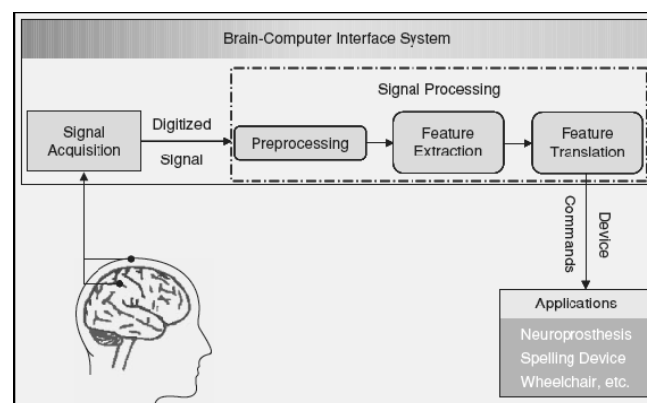 Brain-Computer Interface System
Signal Processing
Signal
Acquisition
Digitized
Signal
Preprocessing
Feature
Extraction
Feature
Translation
Device
Commands
Applications
Neuroprosthesis
Spelling Device
Wheelchair, etc.